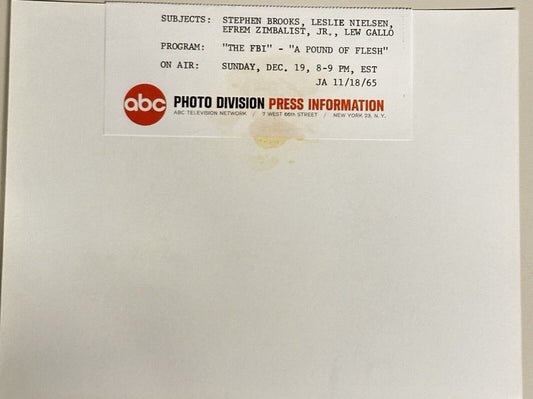 SUBJECTS: STEPHEN BROOKS, LESLIE NIELSEN,
EFREM ZIMBALIST, JR., LEW GALLO
PROGRAM: "THE FBI" - "A POUND OF FLESH"
ON AIR: SUNDAY, DEC. 19, 8-9 PM, EST
JA 11/18/65
abc PHOTO DIVISION PRESS INFORMATION
ABC TELEVISION NETWORK / 7 WEST 66th STREET / NEW YORK 23, N. Y.